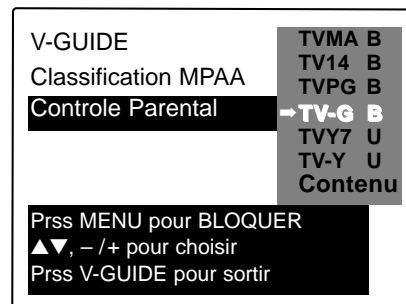 V-GUIDE
Classification MPAA
Controle Parental
TVMA B
TV14 B
TVPG B
➡TV-G B
TVY7 U
TV-Y U
Contenu
Prss MENU pour BLOQUER
▲▼, – /+ pour choisir
Prss V-GUIDE pour sortir